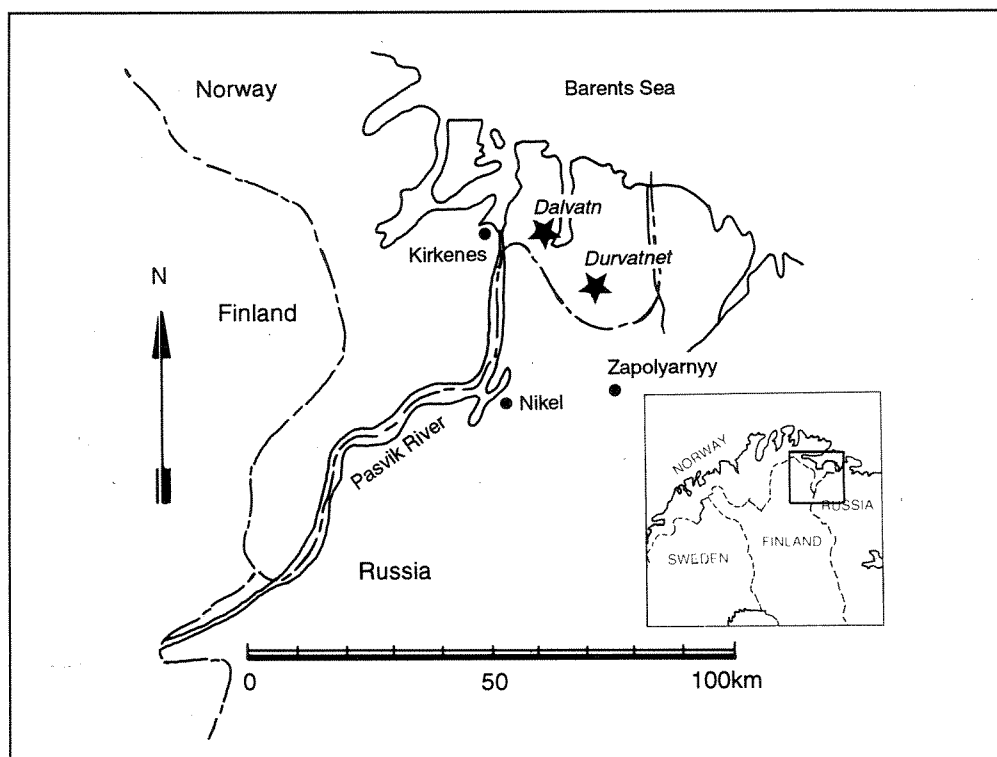 Norway
Barents Sea
Dalvatn
Kirkenes
Durvatnet
N
Finland
Zapolyarnyy
Nikel
Pasvik River
NORWAY
RUSSIA
FINLAND
SWEDEN
Russia
0 50 100km